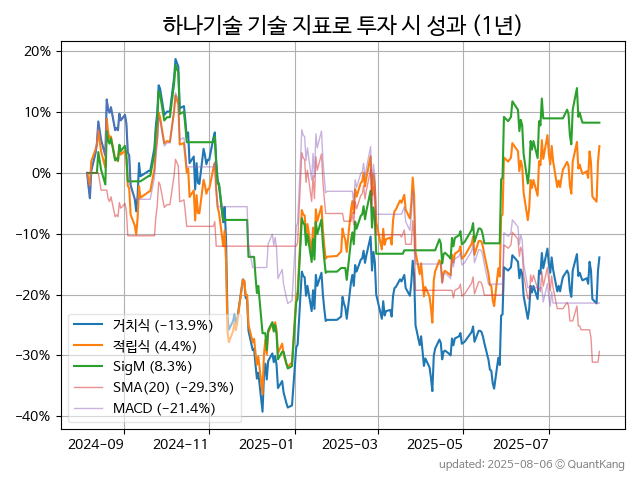 하나기술 기술 지표로 투자 시 성과 (1년)
20%
10%
0%
−10%
−20%
−30%
−40%
거치식 (−13.9%)
적립식 (4.4%)
SigM (8.3%)
SMA(20) (−29.3%)
MACD (−21.4%)
2024-09
2024-11
2025-01
2025-03
2025-05
2025-07
updated: 2025-08-06 © QuantKang